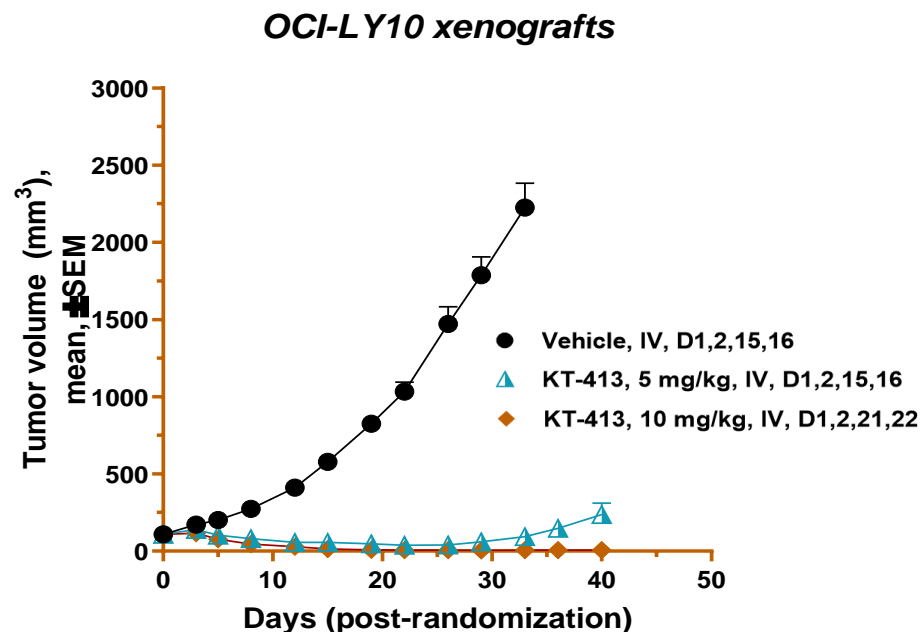 OCI-LY10 xenografts
Tumor volume (mm³),
mean, ±SEM
3000
2500
2000
1500
1000
500
0
Vehicle, IV, D1,2,15,16
KT-413, 5 mg/kg, IV, D1,2,15,16
KT-413, 10 mg/kg, IV, D1,2,21,22
0 10 20 30 40 50
Days (post-randomization)